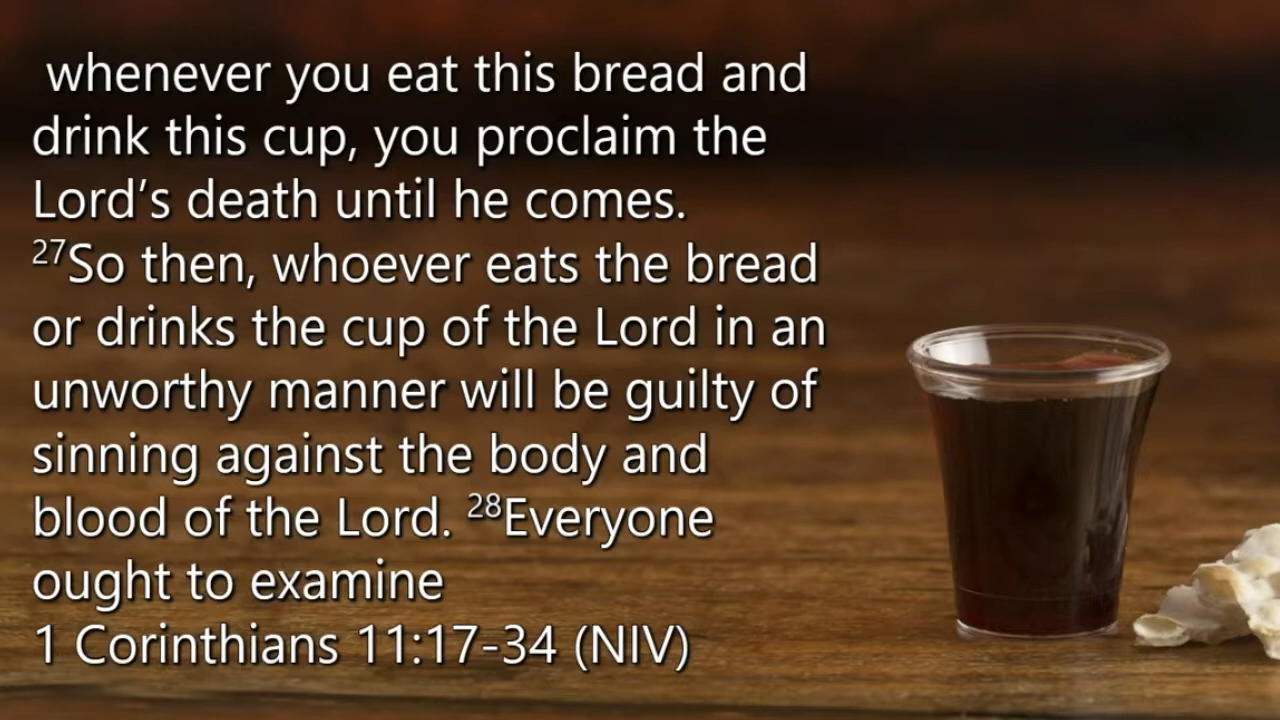 whenever you eat this bread and
drink this cup, you proclaim the
Lord’s death until he comes.
²⁷So then, whoever eats the bread
or drinks the cup of the Lord in an
unworthy manner will be guilty of
sinning against the body and
blood of the Lord. ²⁸Everyone
ought to examine
1 Corinthians 11:17-34 (NIV)